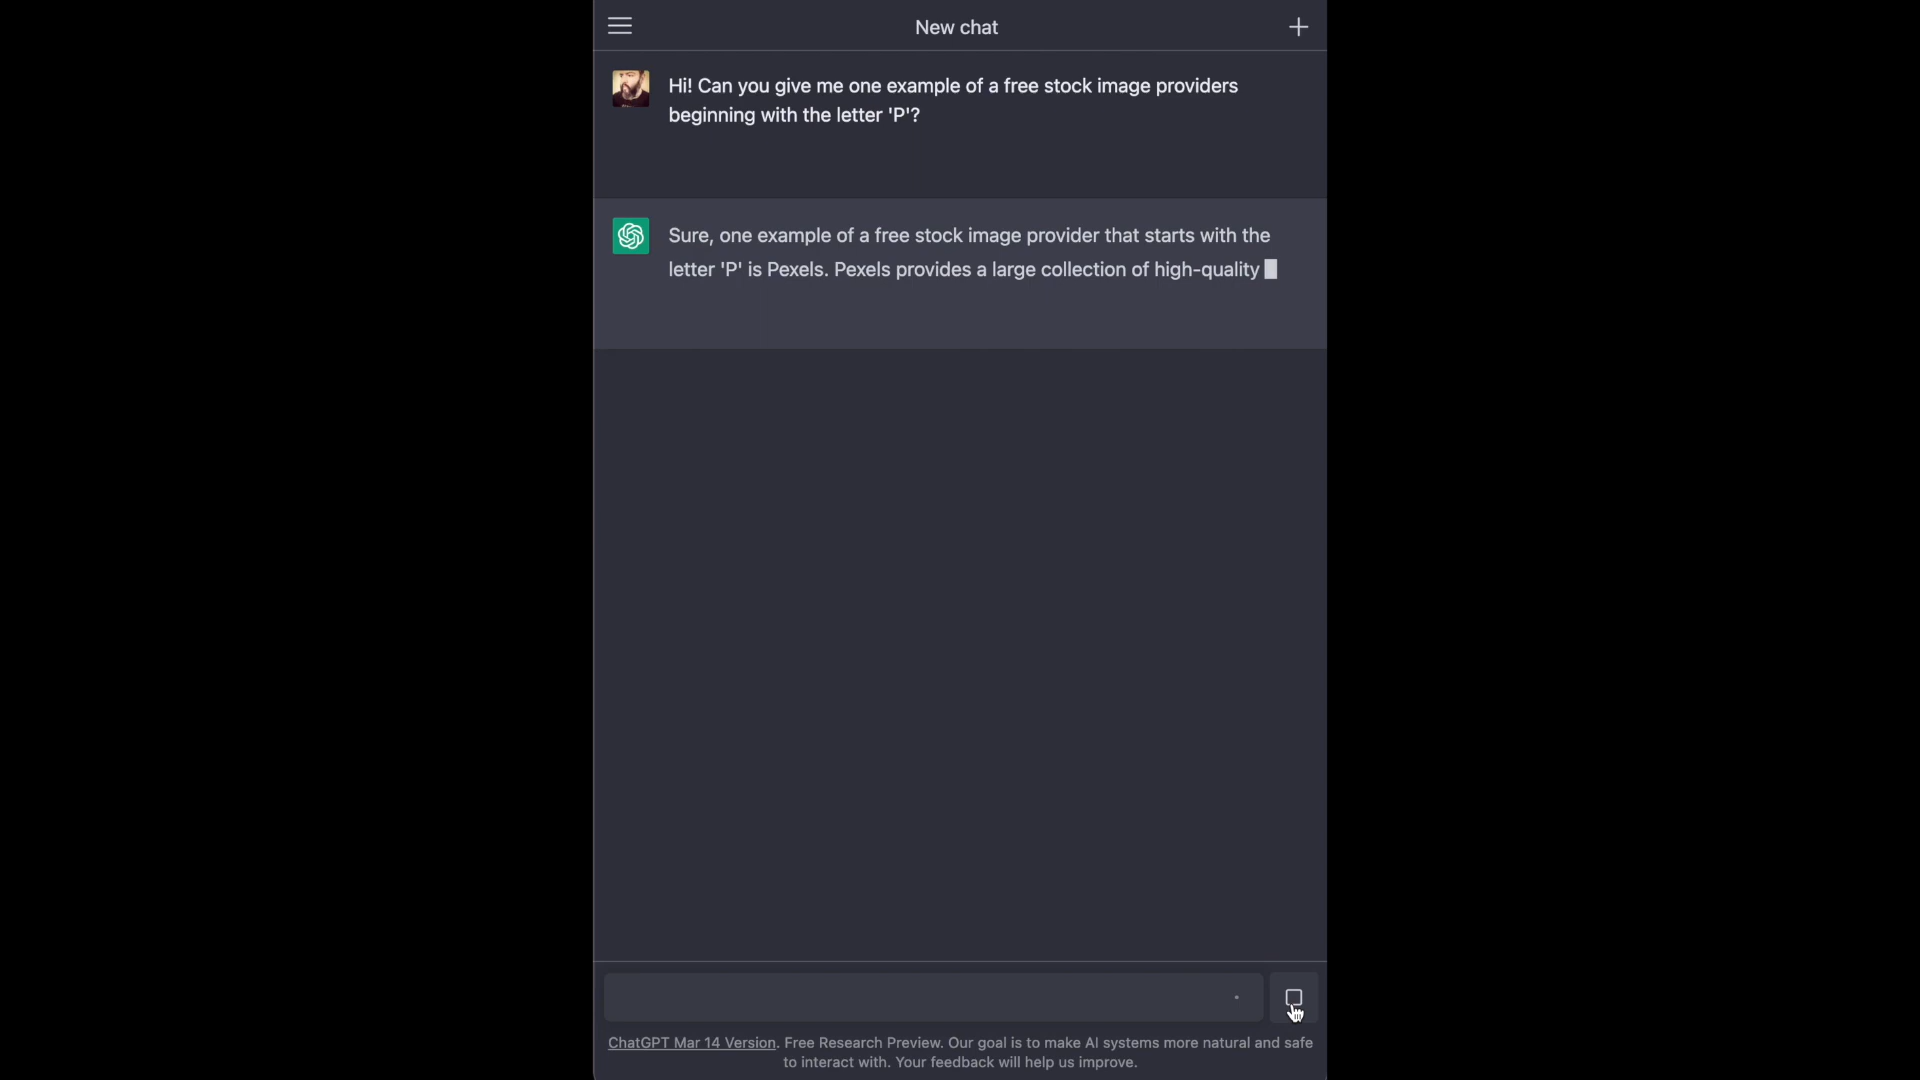 New chat
Hi! Can you give me one example of a free stock image providers
beginning with the letter 'P'?
Sure, one example of a free stock image provider that starts with the
letter 'P' is Pexels. Pexels provides a large collection of high-quality
ChatGPT Mar 14 Version. Free Research Preview. Our goal is to make AI systems more natural and safe
to interact with. Your feedback will help us improve.